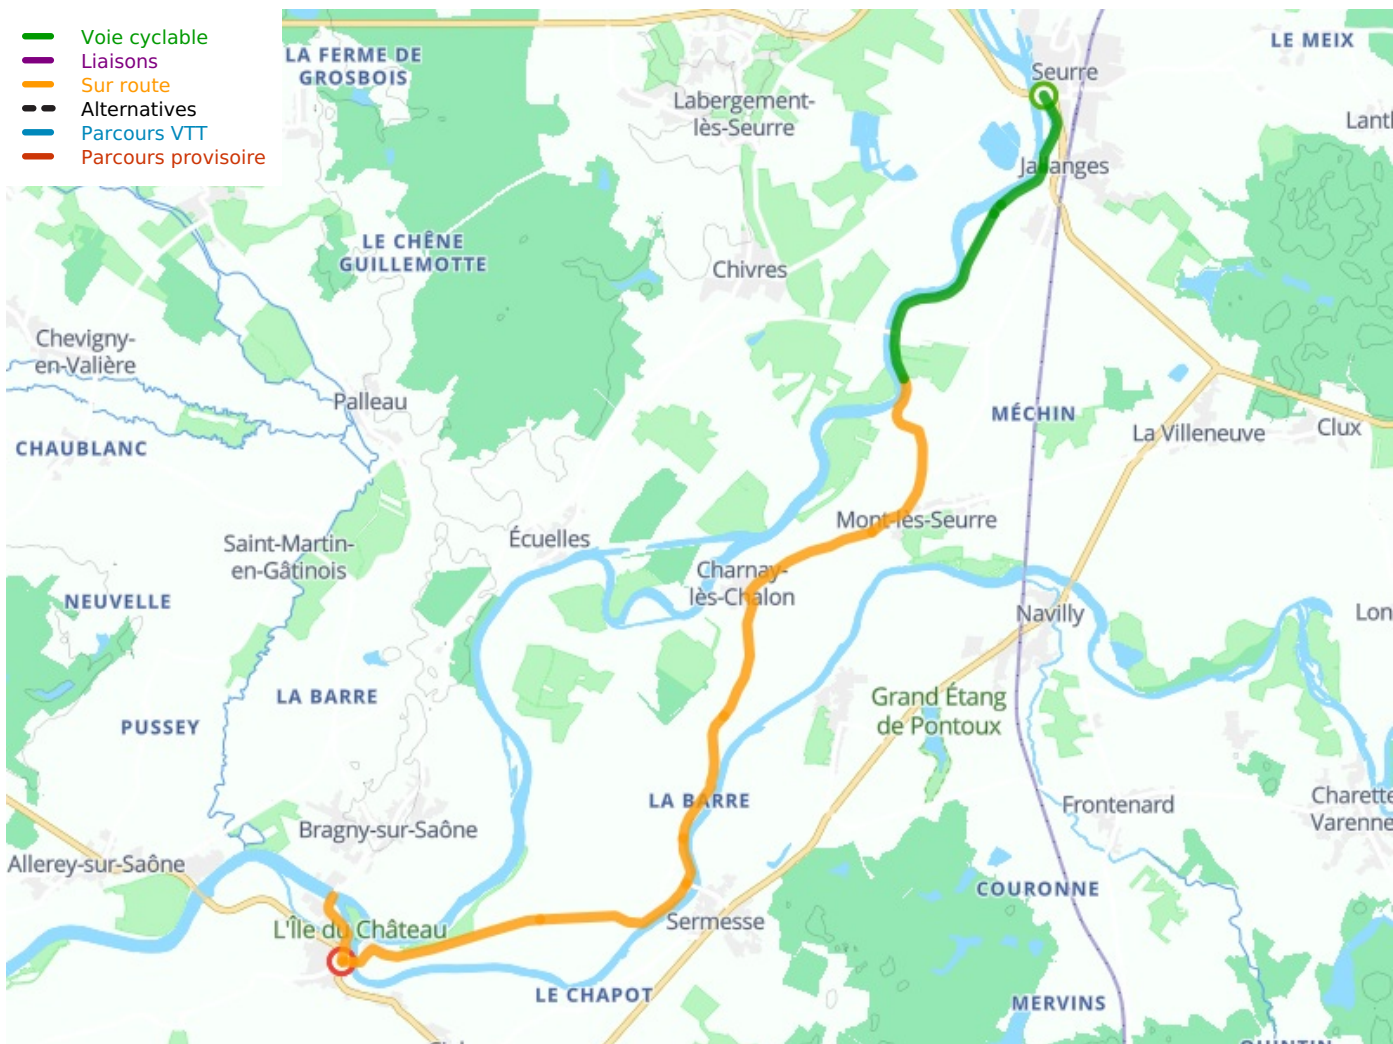 Voie cyclable
Liaisons
Sur route
Alternatives
Parcours VTT
Parcours provisoire
LA FERME DE
GROSBOIS
LE MEIX
Seurre
Labergement-
lès-Seurre
Jallanges
LE CHÊNE
GUILLEMOTTE
Chivres
Chevigny-
en-Valière
Palleau
MÉCHIN
La Villeneuve
Clux
CHAUBLANC
Mont-lès-Seurre
Écuelles
Saint-Martin-
en-Gâtinois
Charnay-
lès-Chalon
NEUVELLE
Navilly
Lon
LA BARRE
Grand Étang
de Pontoux
PUSSEY
LA BARRE
Frontenard
Charette
Varenne
Bragny-sur-Saône
Allerey-sur-Saône
COURONNE
Sermesse
L'Île du Château
LE CHAPOT
MERVINS